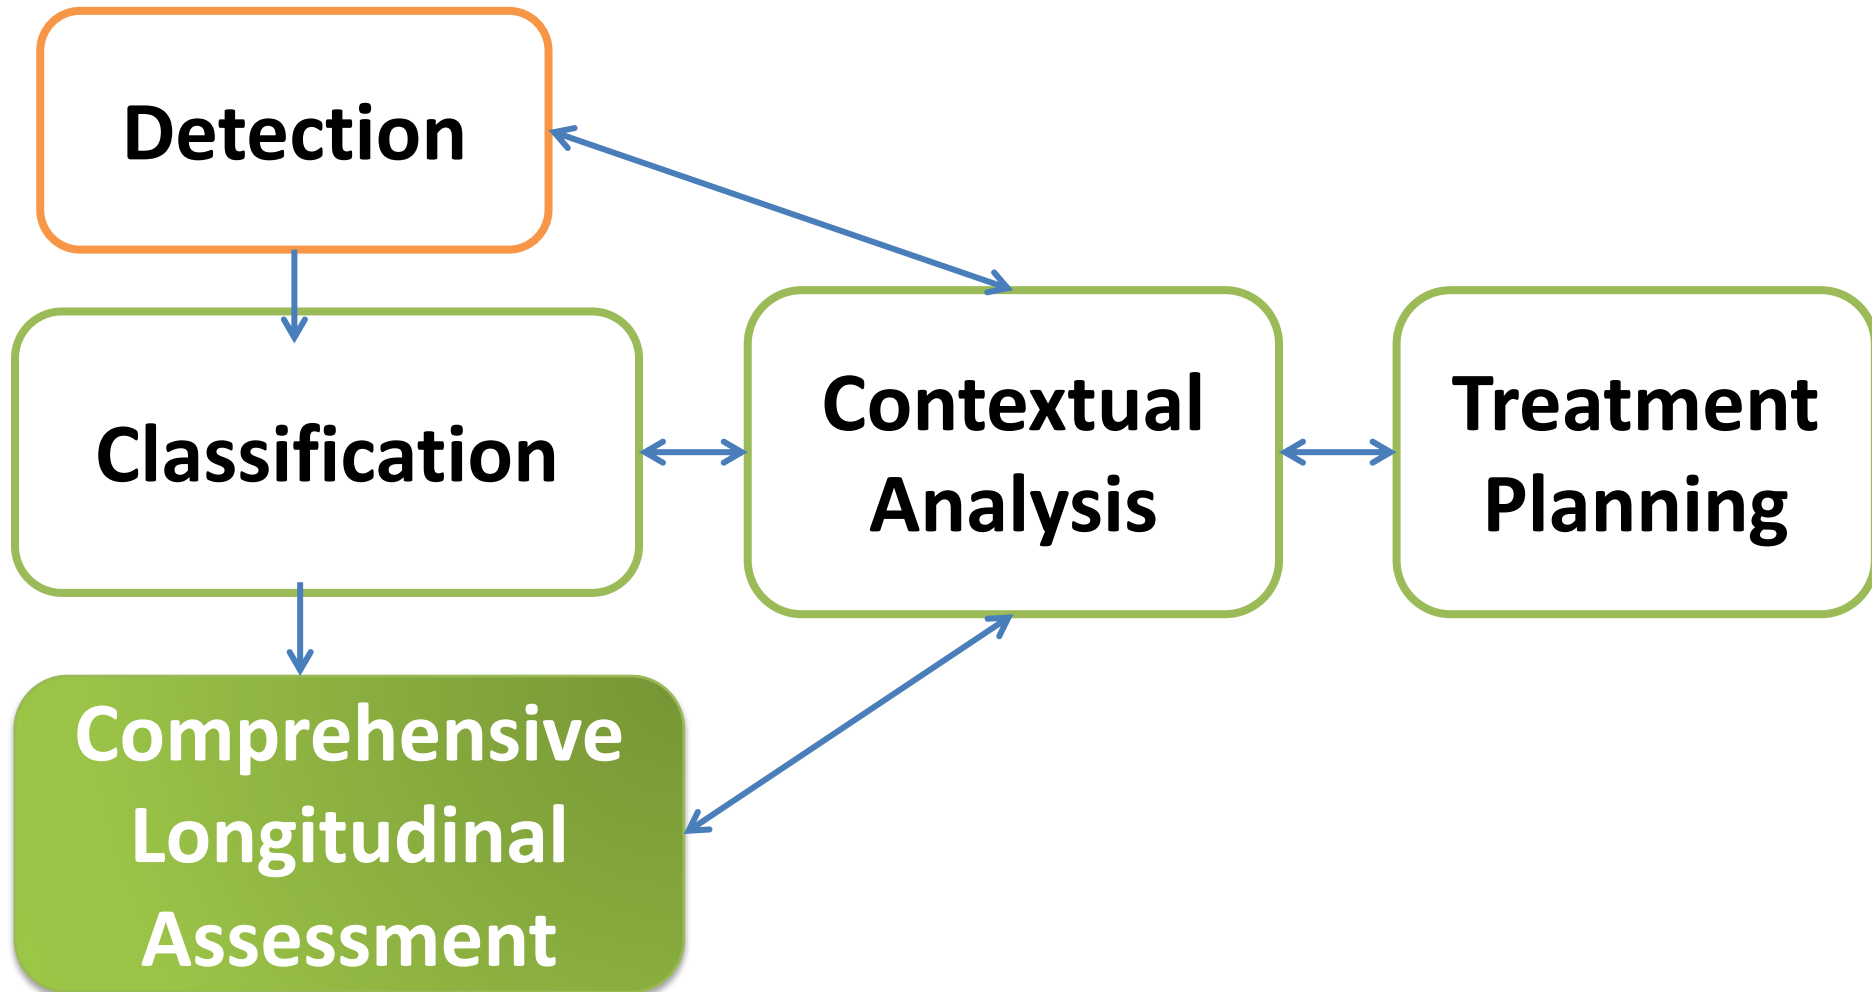 Detection
Classification
Contextual
Analysis
Treatment
Planning
Comprehensive
Longitudinal
Assessment